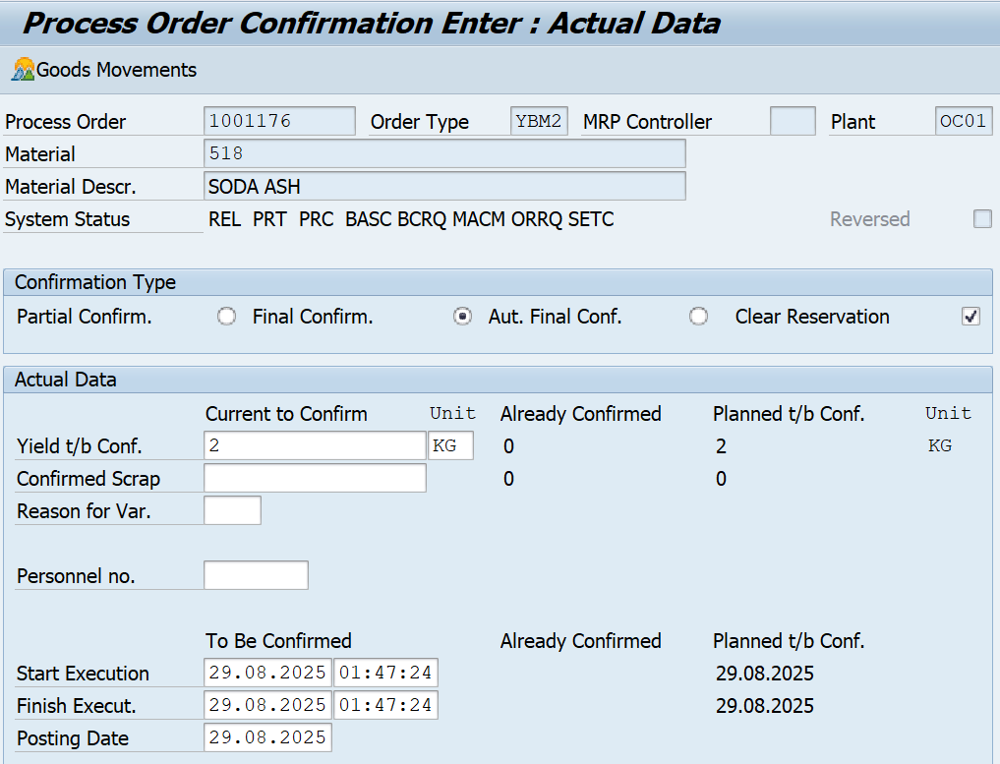 Process Order Confirmation Enter : Actual Data
Goods Movements
Process Order 1001176 Order Type YBM2 MRP Controller Plant OC01
Material 518
Material Descr. SODA ASH
System Status REL PRT PRC BASC BCRQ MACM ORRQ SETC Reversed
Confirmation Type
Partial Confirm. Final Confirm. Aut. Final Conf. Clear Reservation
Actual Data
Current to Confirm Unit Already Confirmed Planned t/b Conf. Unit
Yield t/b Conf. 2 KG 0 2 KG
Confirmed Scrap 0 0
Reason for Var.
Personnel no.
To Be Confirmed Already Confirmed Planned t/b Conf.
Start Execution 29.08.2025 01:47:24 29.08.2025
Finish Execut. 29.08.2025 01:47:24 29.08.2025
Posting Date 29.08.2025